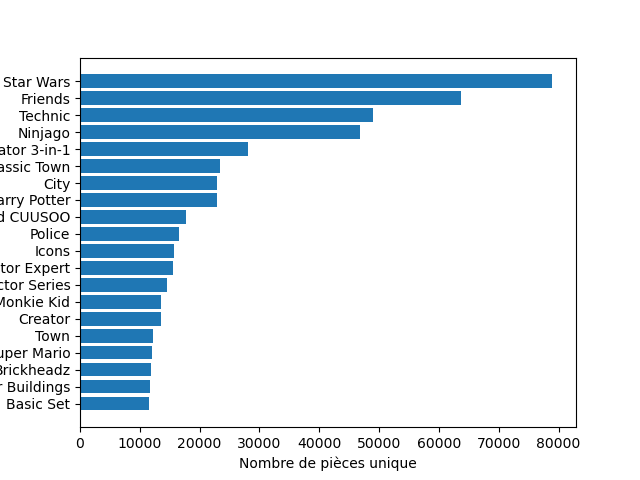 Star Wars
Friends
Technic
Ninjago
ator 3-in-1
assic Town
City
arry Potter
d CUUSOO
Police
Icons
tor Expert
ctor Series
Monkie Kid
Creator
Town
uper Mario
Brickheadz
r Buildings
Basic Set
0 10000 20000 30000 40000 50000 60000 70000 80000
Nombre de pièces unique